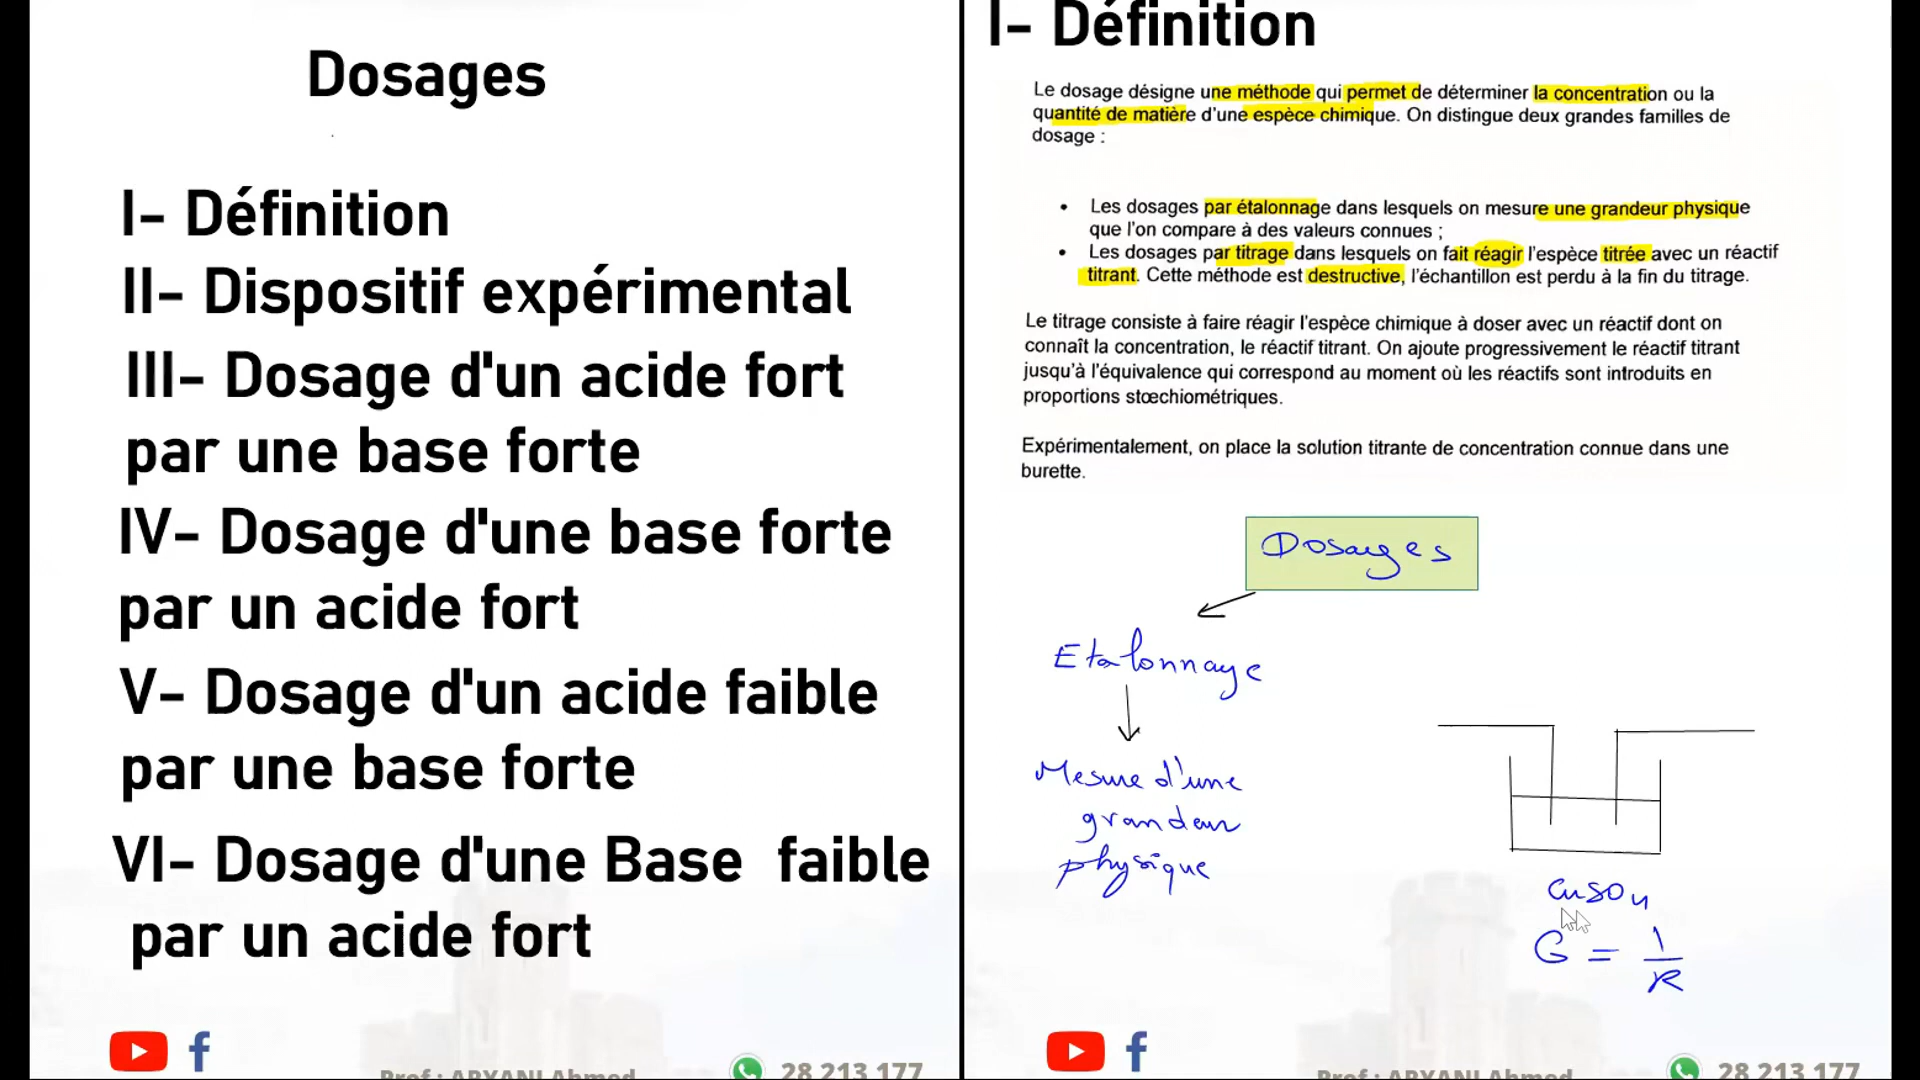 Dosages
I- Définition
II- Dispositif expérimental
III- Dosage d'un acide fort
par une base forte
IV- Dosage d'une base forte
par un acide fort
V- Dosage d'un acide faible
par une base forte
VI- Dosage d'une Base faible
par un acide fort
28 213 177
I- Définition
Le dosage désigne une méthode qui permet de déterminer la concentration ou la
quantité de matière d'une espèce chimique. On distingue deux grandes familles de
dosage :
• Les dosages par étalonnage dans lesquels on mesure une grandeur physique
que l'on compare à des valeurs connues ;
• Les dosages par titrage dans lesquels on fait réagir l'espèce titrée avec un réactif
titrant. Cette méthode est destructive, l'échantillon est perdu à la fin du titrage.
Le titrage consiste à faire réagir l'espèce chimique à doser avec un réactif dont on
connaît la concentration, le réactif titrant. On ajoute progressivement le réactif titrant
jusqu'à l'équivalence qui correspond au moment où les réactifs sont introduits en
proportions stœchiométriques.
Expérimentalement, on place la solution titrante de concentration connue dans une
burette.
Dosages
Etalonnage
Mesure d'une
grandeur
physique
CuSO4
G = 1/R
28 213 177